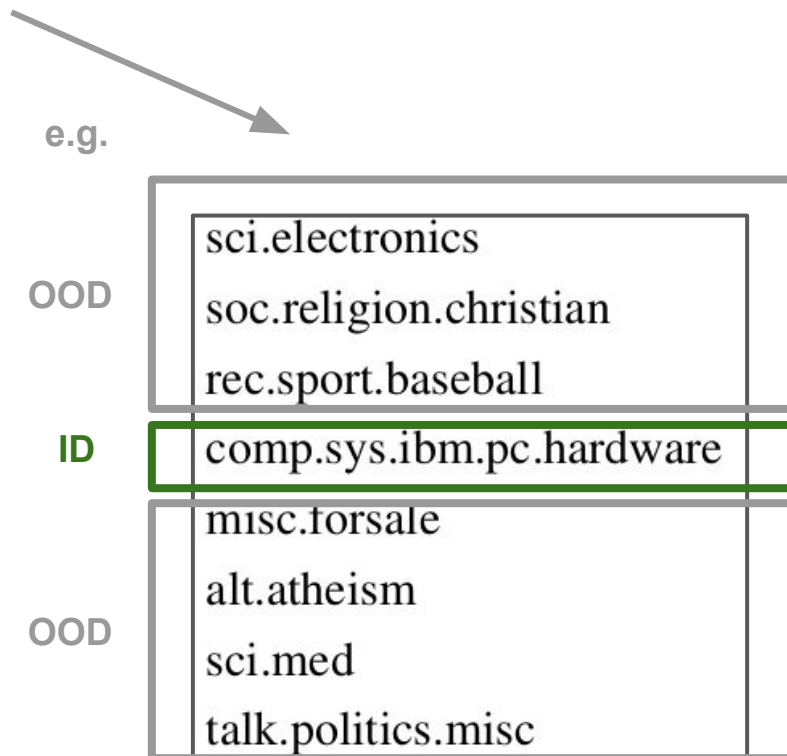 e.g.
sci.electronics
OOD
soc.religion.christian
rec.sport.baseball
ID
comp.sys.ibm.pc.hardware
misc.forsale
alt.atheism
OOD
sci.med
talk.politics.misc